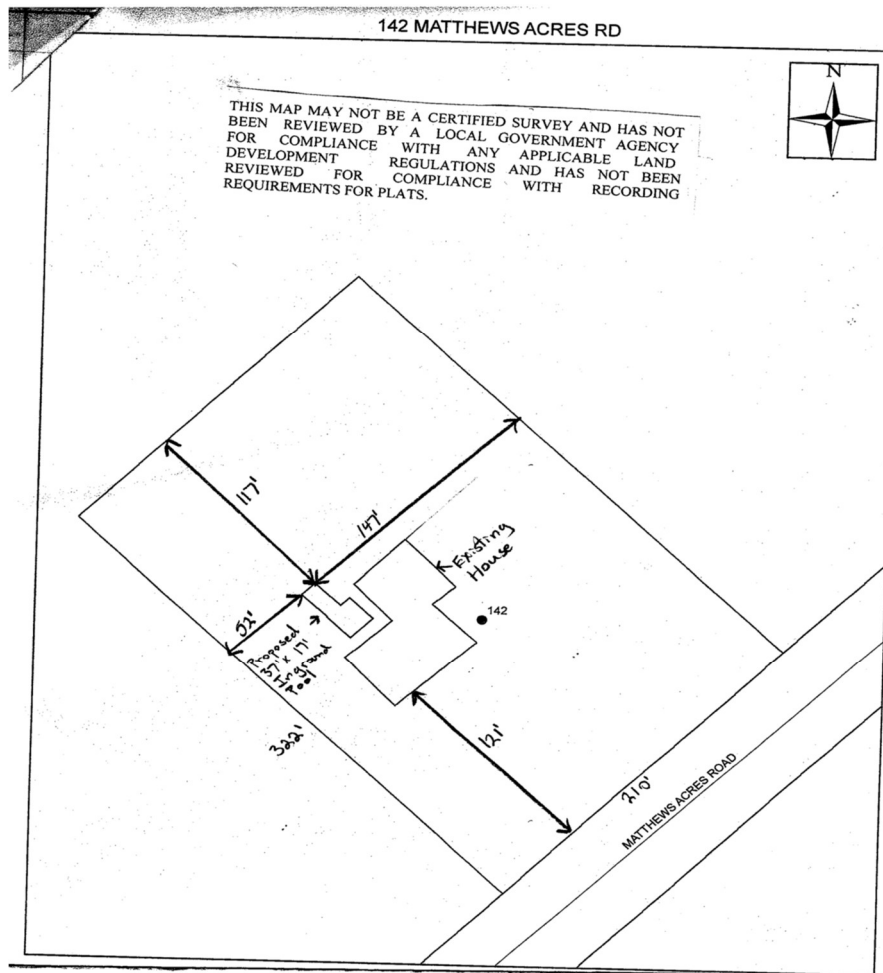 142 MATTHEWS ACRES RD
N
THIS MAP MAY NOT BE A CERTIFIED SURVEY AND HAS NOT
BEEN REVIEWED BY A LOCAL GOVERNMENT AGENCY
FOR COMPLIANCE WITH ANY APPLICABLE LAND
DEVELOPMENT REGULATIONS AND HAS NOT BEEN
REVIEWED FOR COMPLIANCE WITH RECORDING
REQUIREMENTS FOR PLATS.
117'
147'
Existing
House
142
52'
Proposed
37' x 17'
Inground
Pool
322'
121'
210'
MATTHEWS ACRES ROAD